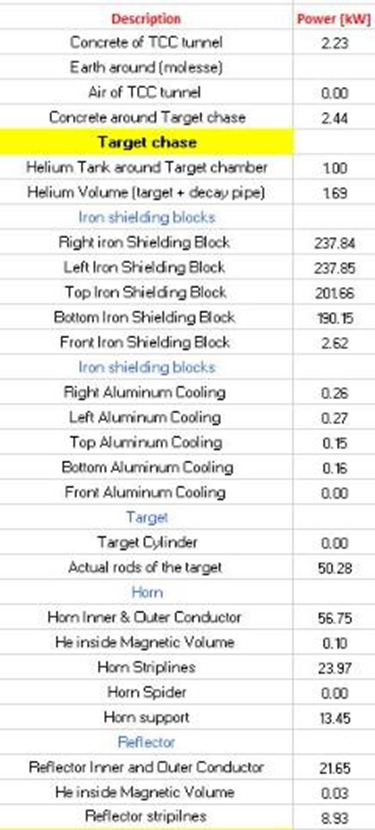 Description Power [kW]
Concrete of TCC tunnel 2.23
Earth around (molesse)
Air of TCC tunnel 0.00
Concrete around Target chase 2.44
Target chase
Helium Tank around Target chamber 1.00
Helium Volume (target + decay pipe) 1.69
Iron shielding blocks
Right iron Shielding Block 237.84
Left Iron Shielding Block 237.85
Top Iron Shielding Block 201.66
Bottom Iron Shielding Block 190.15
Front Iron Shielding Block 2.62
Iron shielding blocks
Right Aluminum Cooling 0.26
Left Aluminum Cooling 0.27
Top Aluminum Cooling 0.15
Bottom Aluminum Cooling 0.16
Front Aluminum Cooling 0.00
Target
Target Cylinder 0.00
Actual rods of the target 50.28
Horn
Horn Inner & Outer Conductor 56.75
He inside Magnetic Volume 0.10
Horn Striplines 23.97
Horn Spider 0.00
Horn support 13.45
Reflector
Reflector Inner and Outer Conductor 21.65
He inside Magnetic Volume 0.03
Reflector stripilnes 8.93